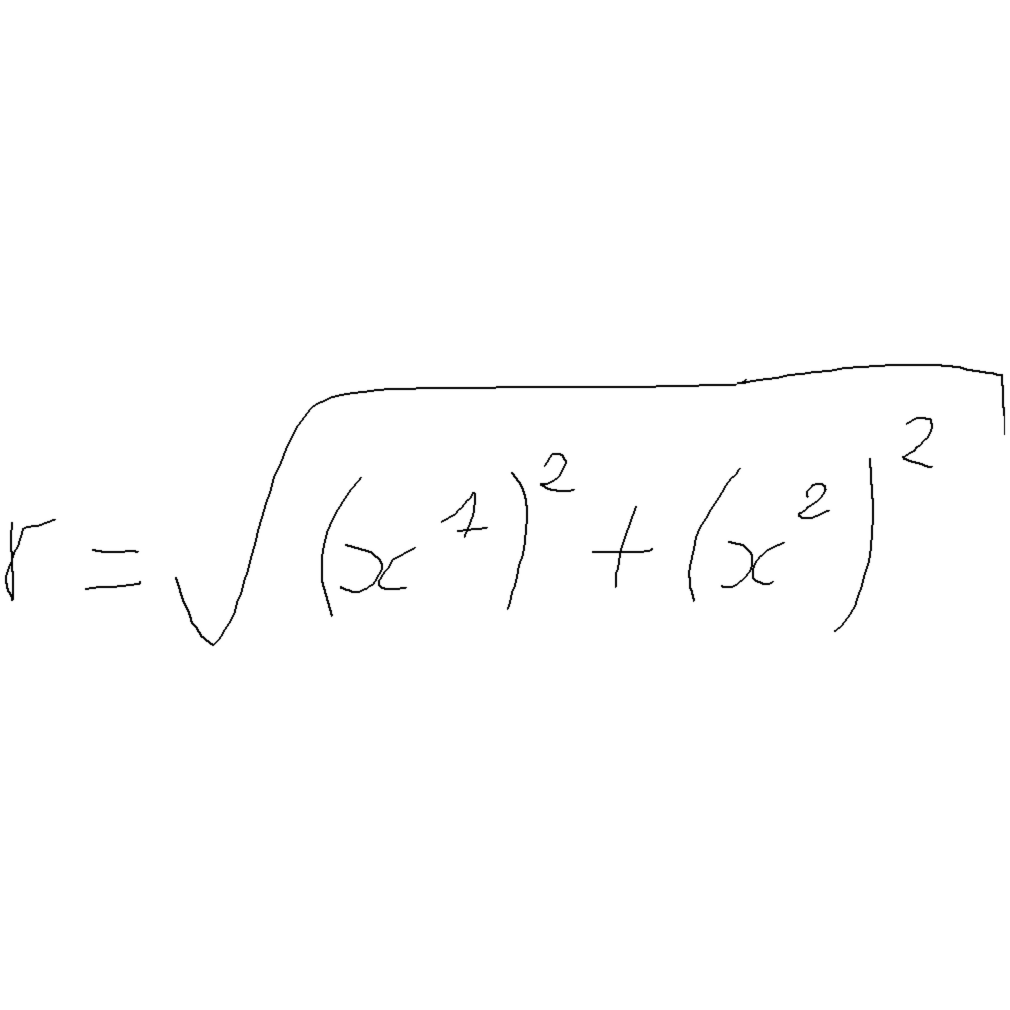 r = √((x¹)² + (x²)²)